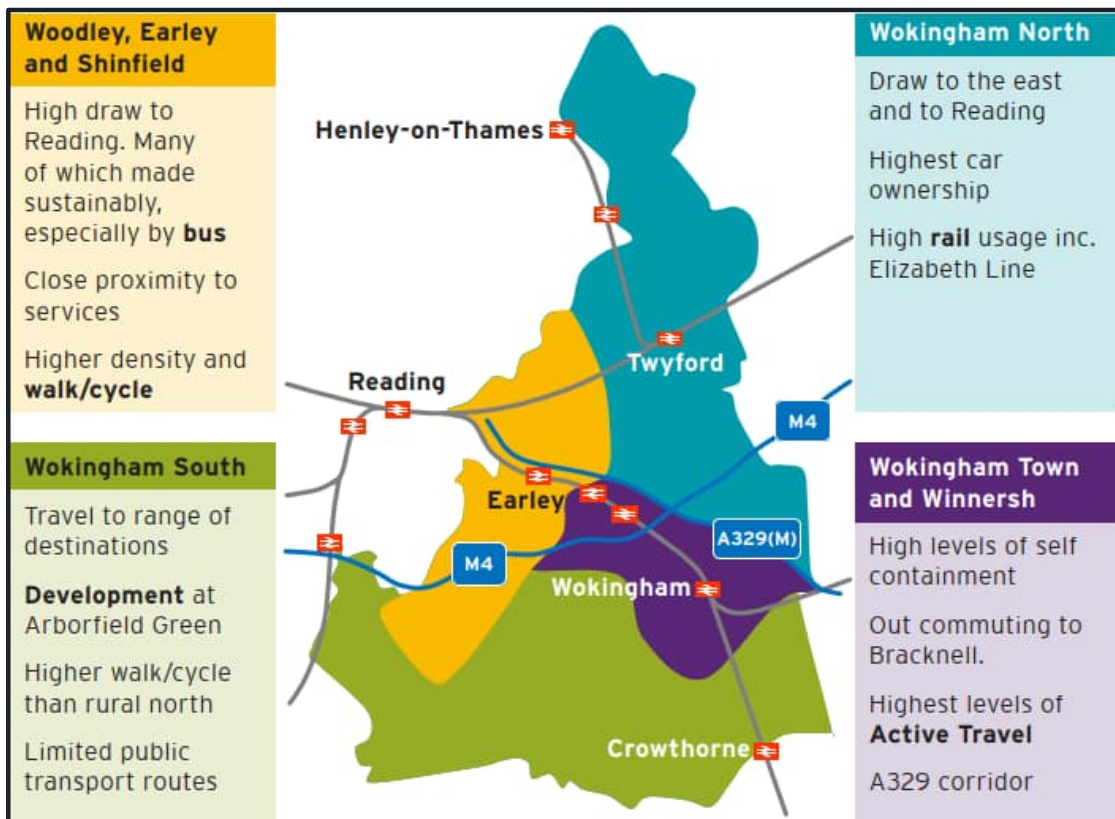 Woodley, Earley
and Shinfield
High draw to
Reading. Many
of which made
sustainably,
especially by bus
Close proximity to
services
Higher density and
walk/cycle
Wokingham South
Travel to range of
destinations
Development at
Arborfield Green
Higher walk/cycle
than rural north
Limited public
transport routes
Henley-on-Thames
Twyford
Reading
M4
Earley
A329(M)
M4
Wokingham
Crowthorne
Wokingham North
Draw to the east
and to Reading
Highest car
ownership
High rail usage inc.
Elizabeth Line
Wokingham Town
and Winnersh
High levels of self
containment
Out commuting to
Bracknell.
Highest levels of
Active Travel
A329 corridor